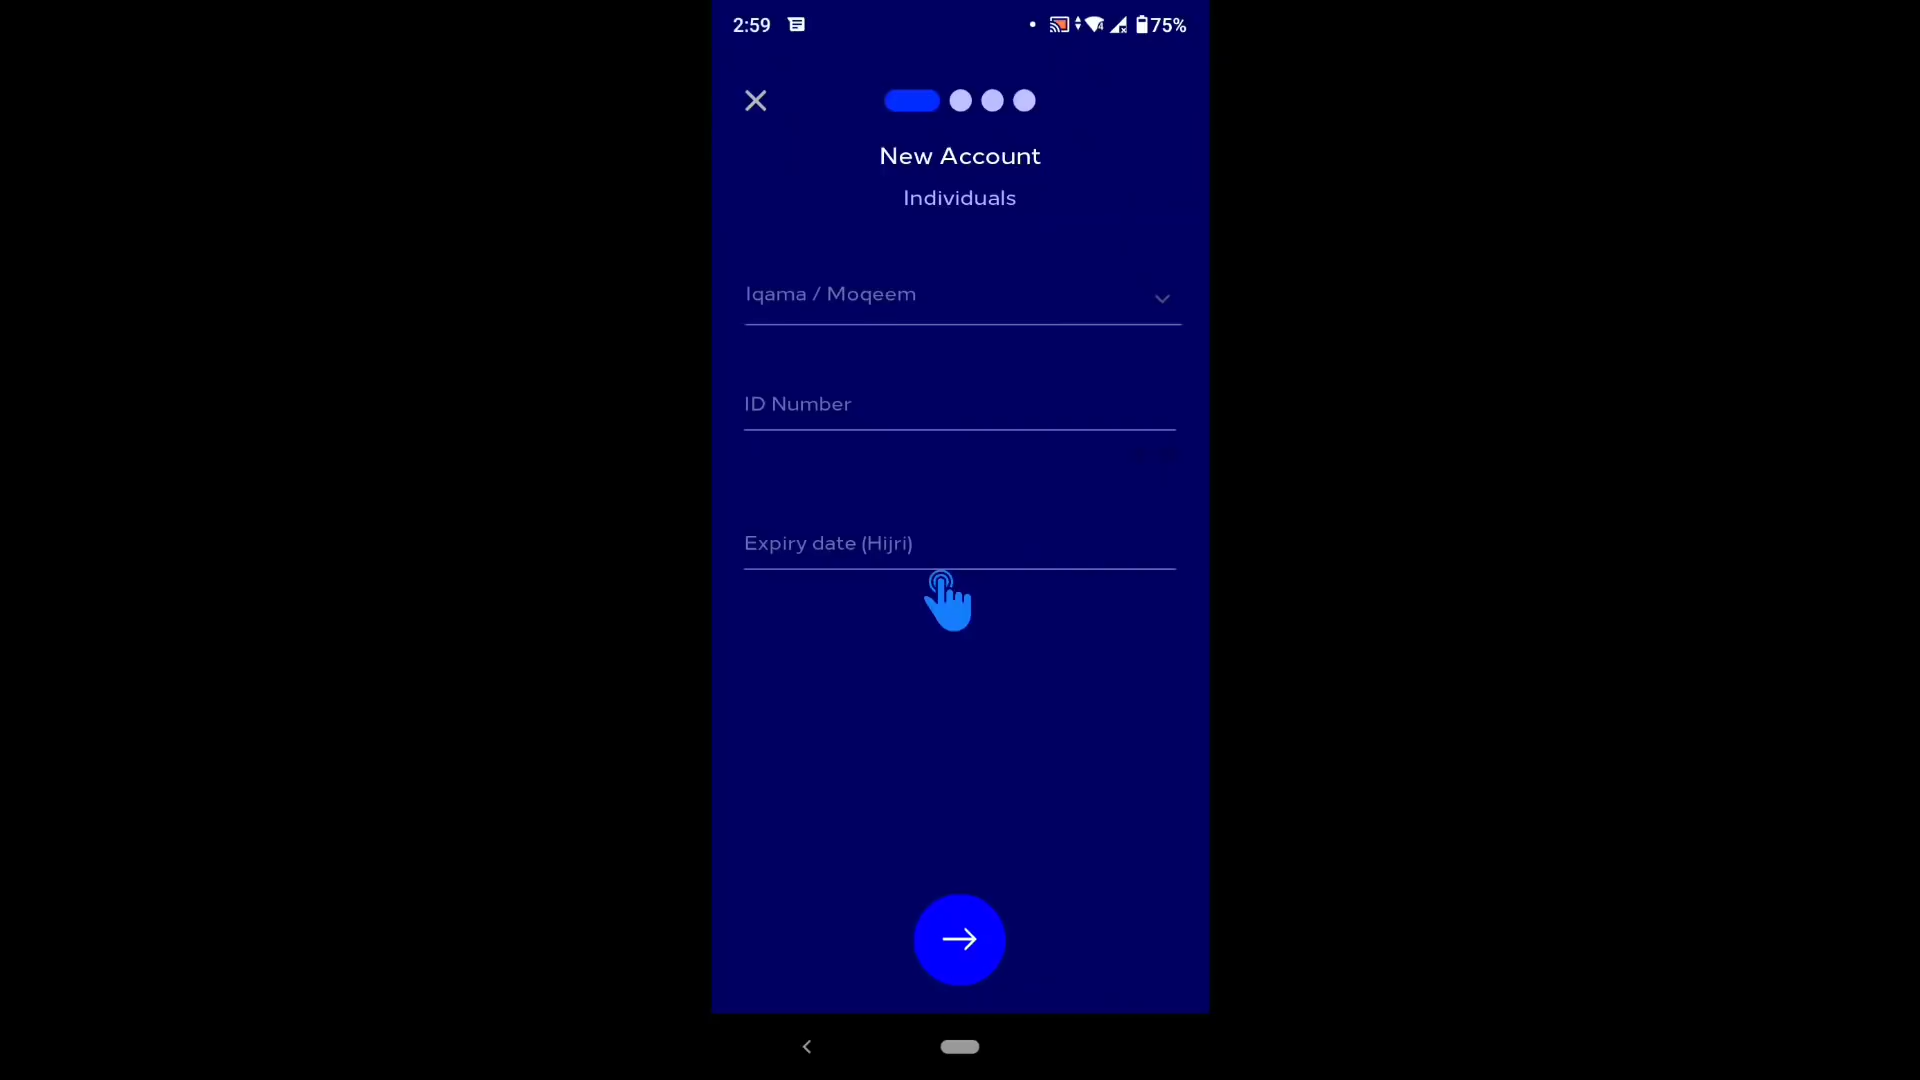 2:59
75%
New Account
Individuals
Iqama / Moqeem
ID Number
Expiry date (Hijri)